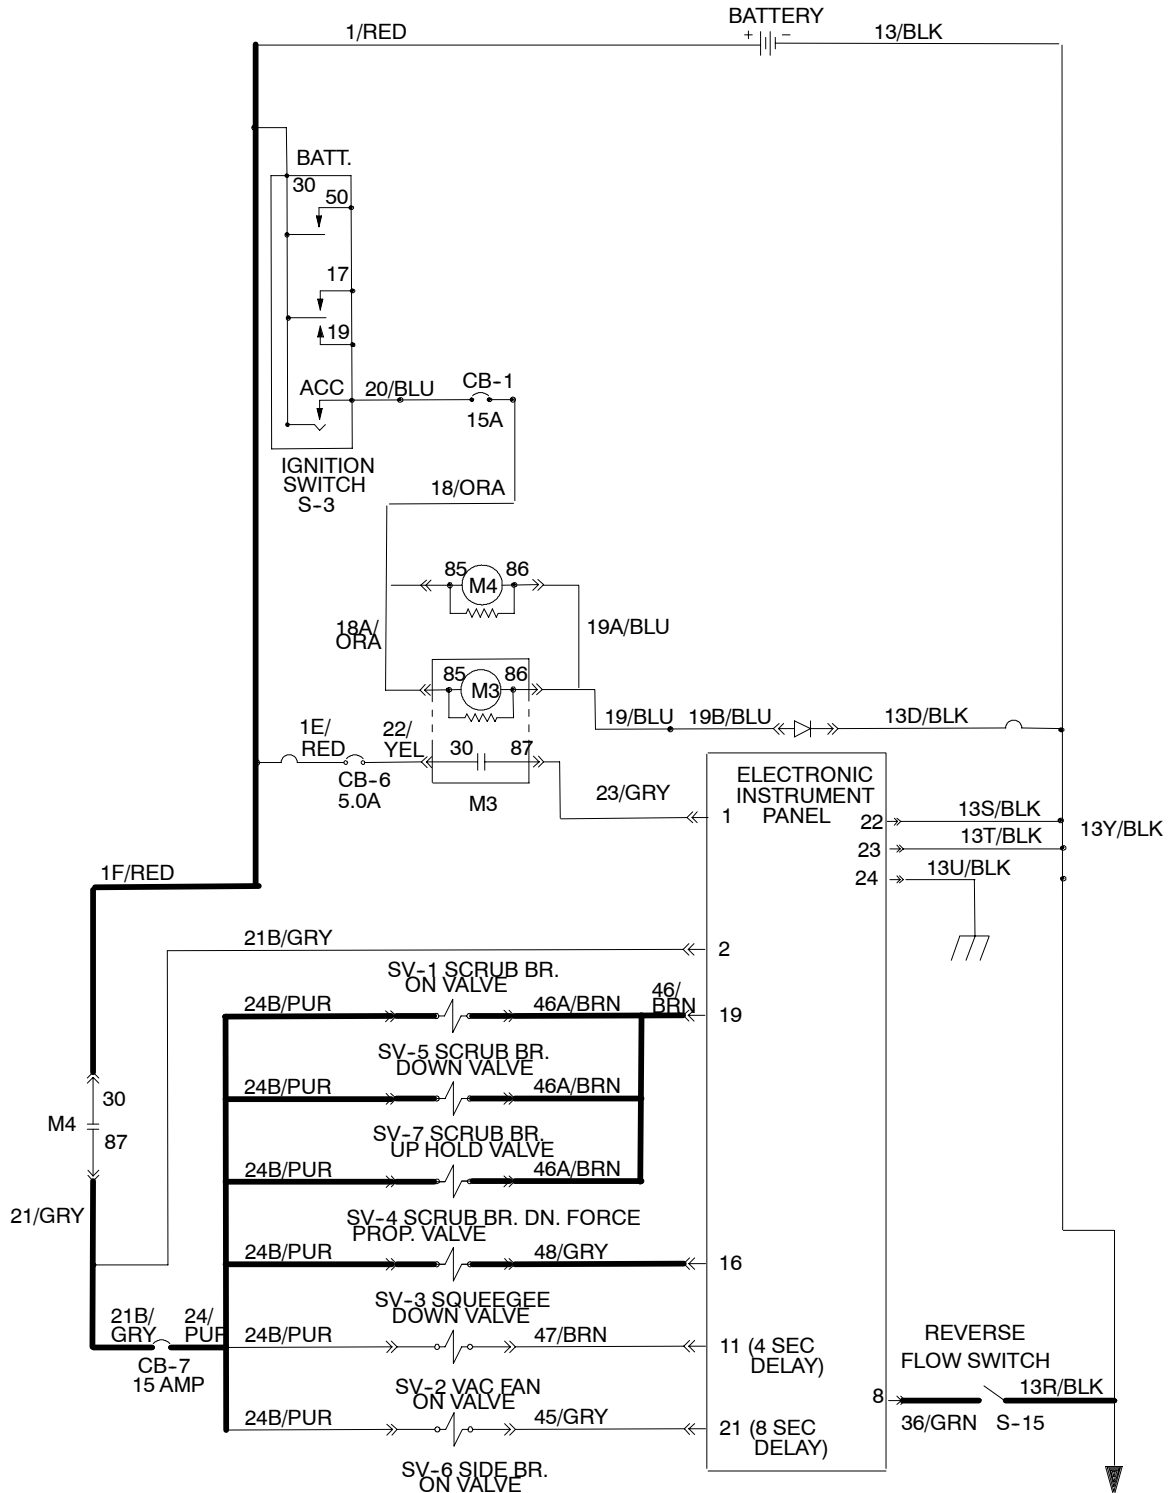 BATTERY
1/RED
+ -
13/BLK
BATT.
30
50
17
19
ACC
20/BLU
CB-1
15A
IGNITION
SWITCH
S-3
18/ORA
85
M4
86
18A/
ORA
19A/BLU
85
M3
86
19/BLU
19B/BLU
13D/BLK
1E/
RED
22/
YEL
30
87
CB-6
5.0A
M3
23/GRY
ELECTRONIC
INSTRUMENT
PANEL
1
22
13S/BLK
13Y/BLK
23
13T/BLK
24
13U/BLK
1F/RED
21B/GRY
2
SV-1 SCRUB BR.
ON VALVE
24B/PUR
46A/BRN
46/
BRN
19
SV-5 SCRUB BR.
DOWN VALVE
24B/PUR
46A/BRN
30
M4
87
SV-7 SCRUB BR.
UP HOLD VALVE
24B/PUR
46A/BRN
21/GRY
SV-4 SCRUB BR. DN. FORCE
PROP. VALVE
24B/PUR
48/GRY
16
SV-3 SQUEEGEE
DOWN VALVE
21B/
GRY
24/
PUR
24B/PUR
47/BRN
11 (4 SEC
DELAY)
CB-7
15 AMP
REVERSE
FLOW SWITCH
SV-2 VAC FAN
ON VALVE
8
13R/BLK
36/GRN
S-15
24B/PUR
45/GRY
21 (8 SEC
DELAY)
SV-6 SIDE BR.
ON VALVE